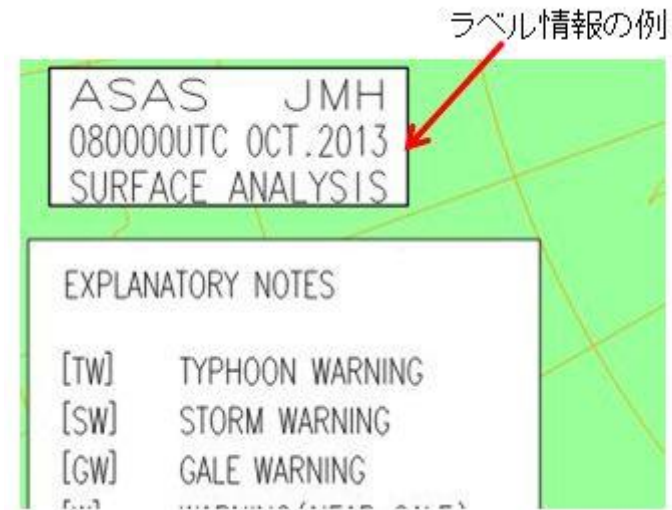 ラベル情報の例
ASAS JMH
080000UTC OCT.2013
SURFACE ANALYSIS
EXPLANATORY NOTES
[TW] TYPHOON WARNING
[SW] STORM WARNING
[GW] GALE WARNING